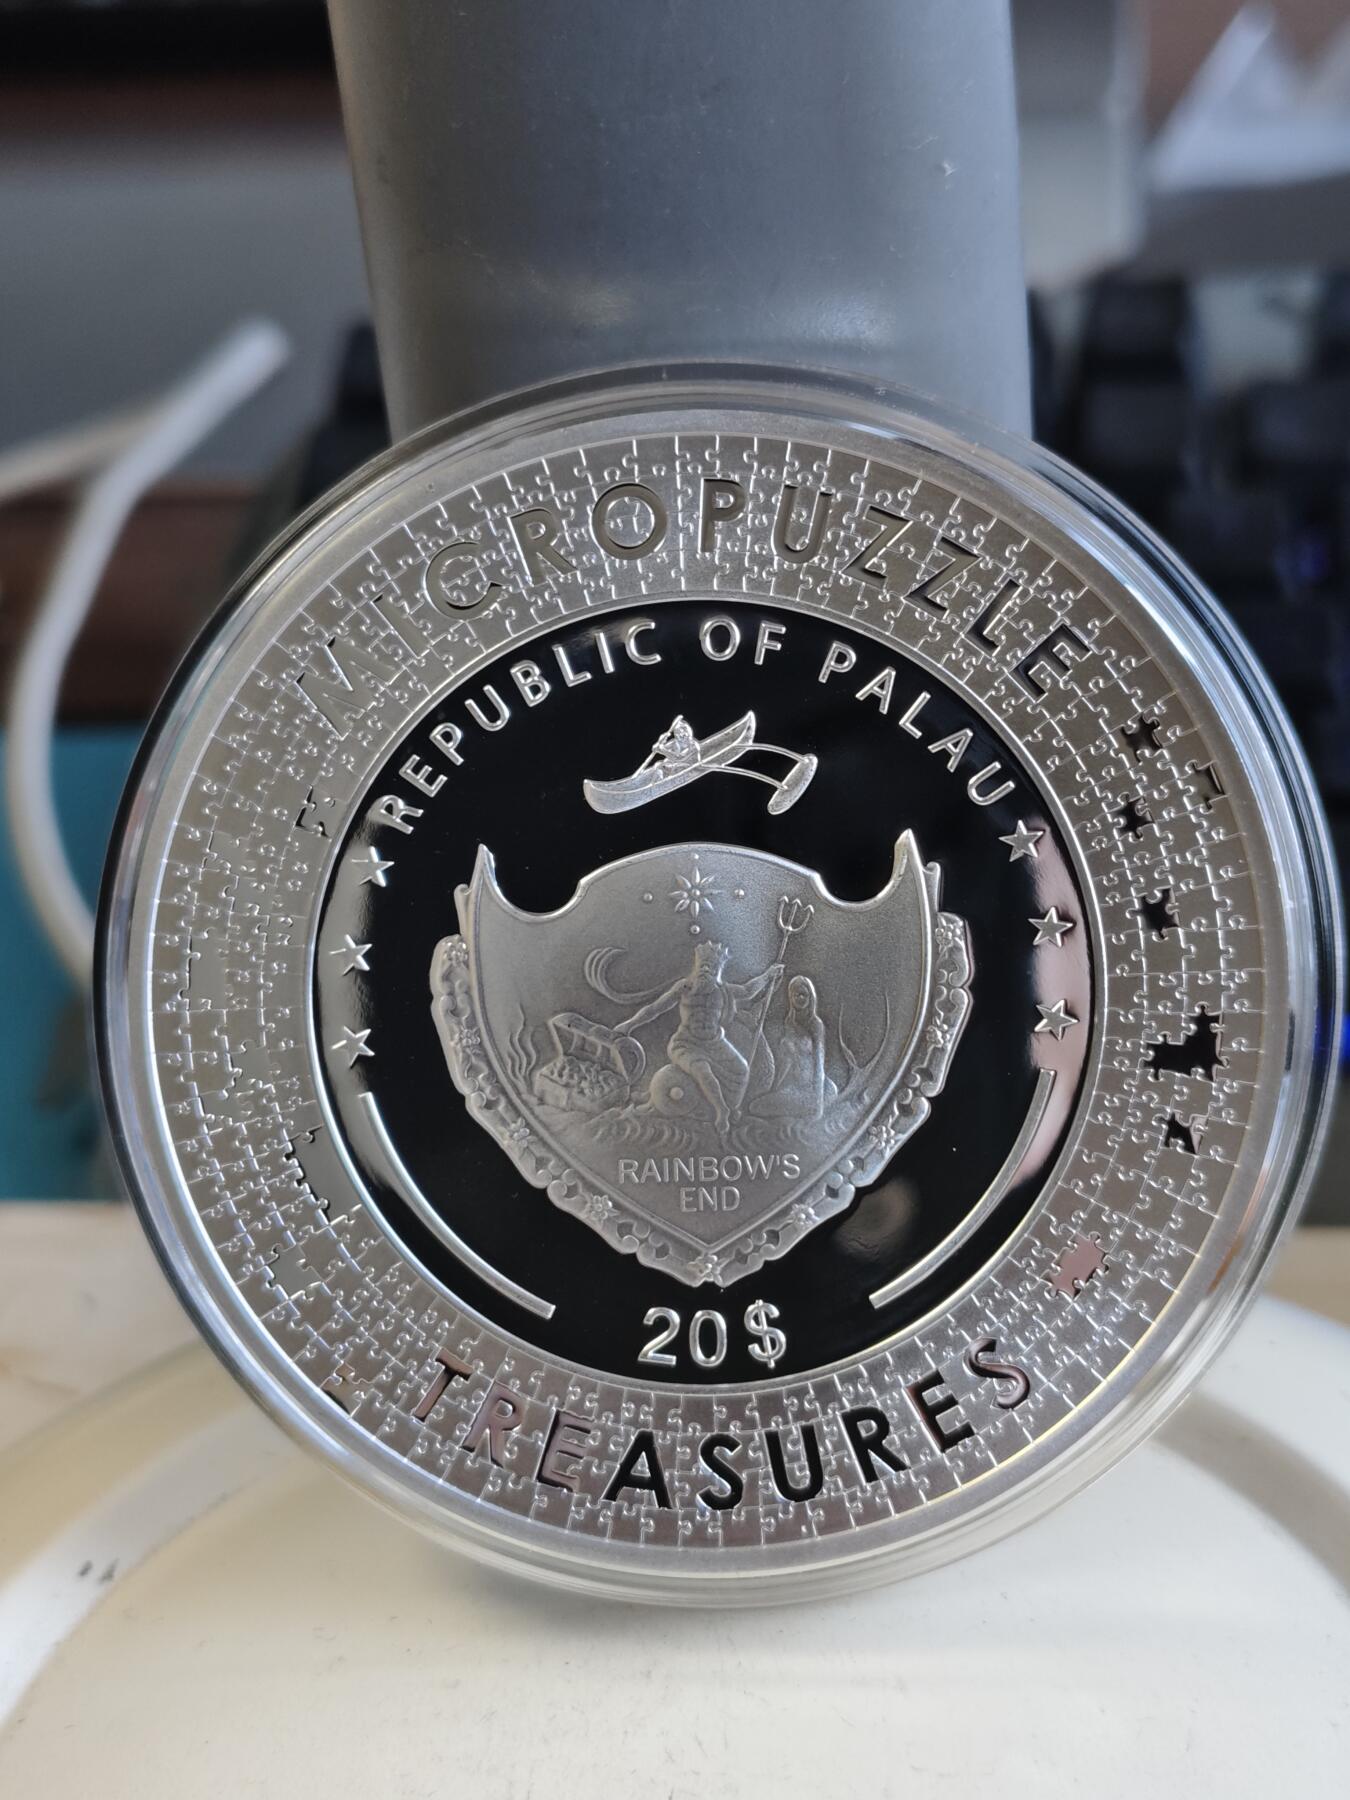 MICROPUZZLE
REPUBLIC OF PALAU
RAINBOW'S
END
20$
TREASURES